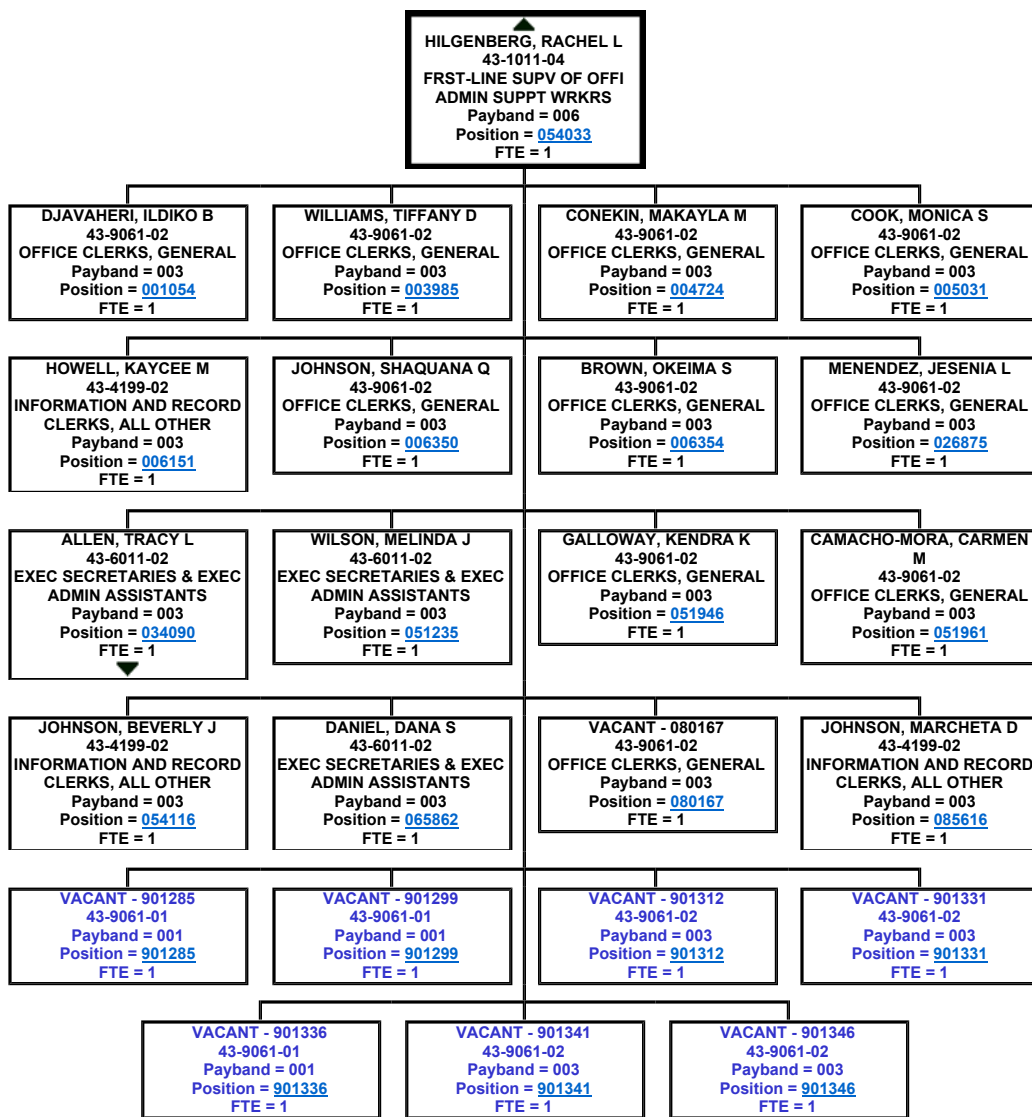 HILGENBERG, RACHEL L
43-1011-04
FRST-LINE SUPV OF OFFI
ADMIN SUPPT WRKRS
Payband = 006
Position = 054033
FTE = 1
DJAVAHERI, ILDIKO B
43-9061-02
OFFICE CLERKS, GENERAL
Payband = 003
Position = 001054
FTE = 1
WILLIAMS, TIFFANY D
43-9061-02
OFFICE CLERKS, GENERAL
Payband = 003
Position = 003985
FTE = 1
CONEKIN, MAKAYLA M
43-9061-02
OFFICE CLERKS, GENERAL
Payband = 003
Position = 004724
FTE = 1
COOK, MONICA S
43-9061-02
OFFICE CLERKS, GENERAL
Payband = 003
Position = 005031
FTE = 1
HOWELL, KAYCEE M
43-4199-02
INFORMATION AND RECORD
CLERKS, ALL OTHER
Payband = 003
Position = 006151
FTE = 1
JOHNSON, SHAQUANA Q
43-9061-02
OFFICE CLERKS, GENERAL
Payband = 003
Position = 006350
FTE = 1
BROWN, OKEIMA S
43-9061-02
OFFICE CLERKS, GENERAL
Payband = 003
Position = 006354
FTE = 1
MENENDEZ, JESENIA L
43-9061-02
OFFICE CLERKS, GENERAL
Payband = 003
Position = 026875
FTE = 1
ALLEN, TRACY L
43-6011-02
EXEC SECRETARIES & EXEC
ADMIN ASSISTANTS
Payband = 003
Position = 034090
FTE = 1
WILSON, MELINDA J
43-6011-02
EXEC SECRETARIES & EXEC
ADMIN ASSISTANTS
Payband = 003
Position = 051235
FTE = 1
GALLOWAY, KENDRA K
43-9061-02
OFFICE CLERKS, GENERAL
Payband = 003
Position = 051946
FTE = 1
CAMACHO-MORA, CARMEN
M
43-9061-02
OFFICE CLERKS, GENERAL
Payband = 003
Position = 051961
FTE = 1
JOHNSON, BEVERLY J
43-4199-02
INFORMATION AND RECORD
CLERKS, ALL OTHER
Payband = 003
Position = 054116
FTE = 1
DANIEL, DANA S
43-6011-02
EXEC SECRETARIES & EXEC
ADMIN ASSISTANTS
Payband = 003
Position = 065862
FTE = 1
VACANT - 080167
43-9061-02
OFFICE CLERKS, GENERAL
Payband = 003
Position = 080167
FTE = 1
JOHNSON, MARCHETA D
43-4199-02
INFORMATION AND RECORD
CLERKS, ALL OTHER
Payband = 003
Position = 085616
FTE = 1
VACANT - 901285
43-9061-01
Payband = 001
Position = 901285
FTE = 1
VACANT - 901299
43-9061-01
Payband = 001
Position = 901299
FTE = 1
VACANT - 901312
43-9061-02
Payband = 003
Position = 901312
FTE = 1
VACANT - 901331
43-9061-02
Payband = 003
Position = 901331
FTE = 1
VACANT - 901336
43-9061-01
Payband = 001
Position = 901336
FTE = 1
VACANT - 901341
43-9061-02
Payband = 003
Position = 901341
FTE = 1
VACANT - 901346
43-9061-02
Payband = 003
Position = 901346
FTE = 1